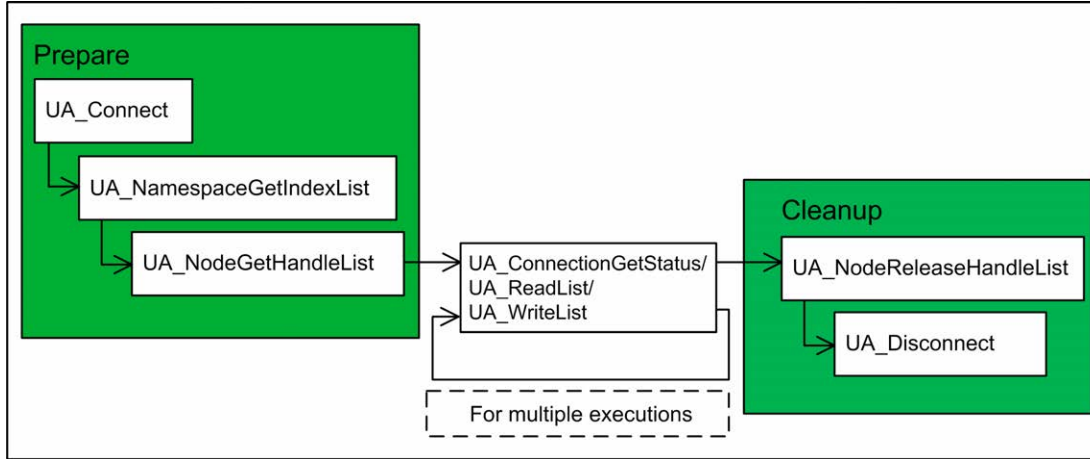 Prepare
UA_Connect
UA_NamespaceGetIndexList
UA_NodeGetHandleList
UA_ConnectionGetStatus/
UA_ReadList/
UA_WriteList
For multiple executions
Cleanup
UA_NodeReleaseHandleList
UA_Disconnect